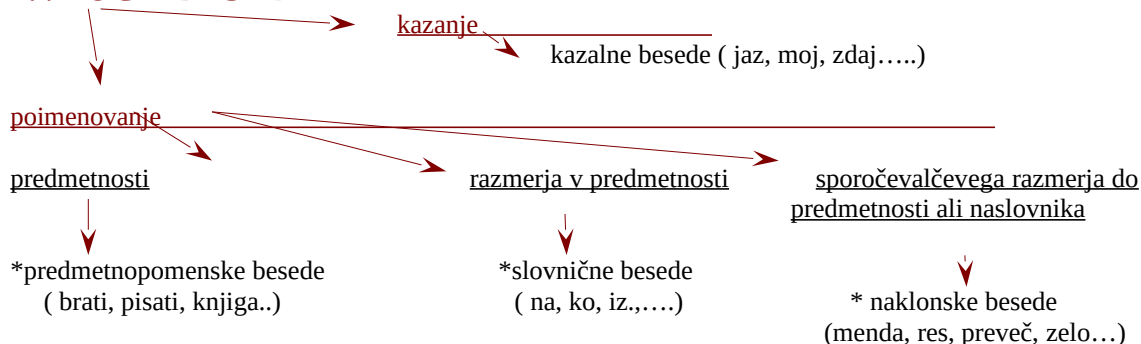 kazanje
kazalne besede ( jaz, moj, zdaj…..)
poimenovanje
predmetnosti
razmerja v predmetnosti
sporočevalčevega razmerja do
predmetnosti ali naslovnika
*predmetnopomenske besede
( brati, pisati, knjiga..)
*slovnične besede
( na, ko, iz.,….)
* naklonske besede
(menda, res, preveč, zelo…)